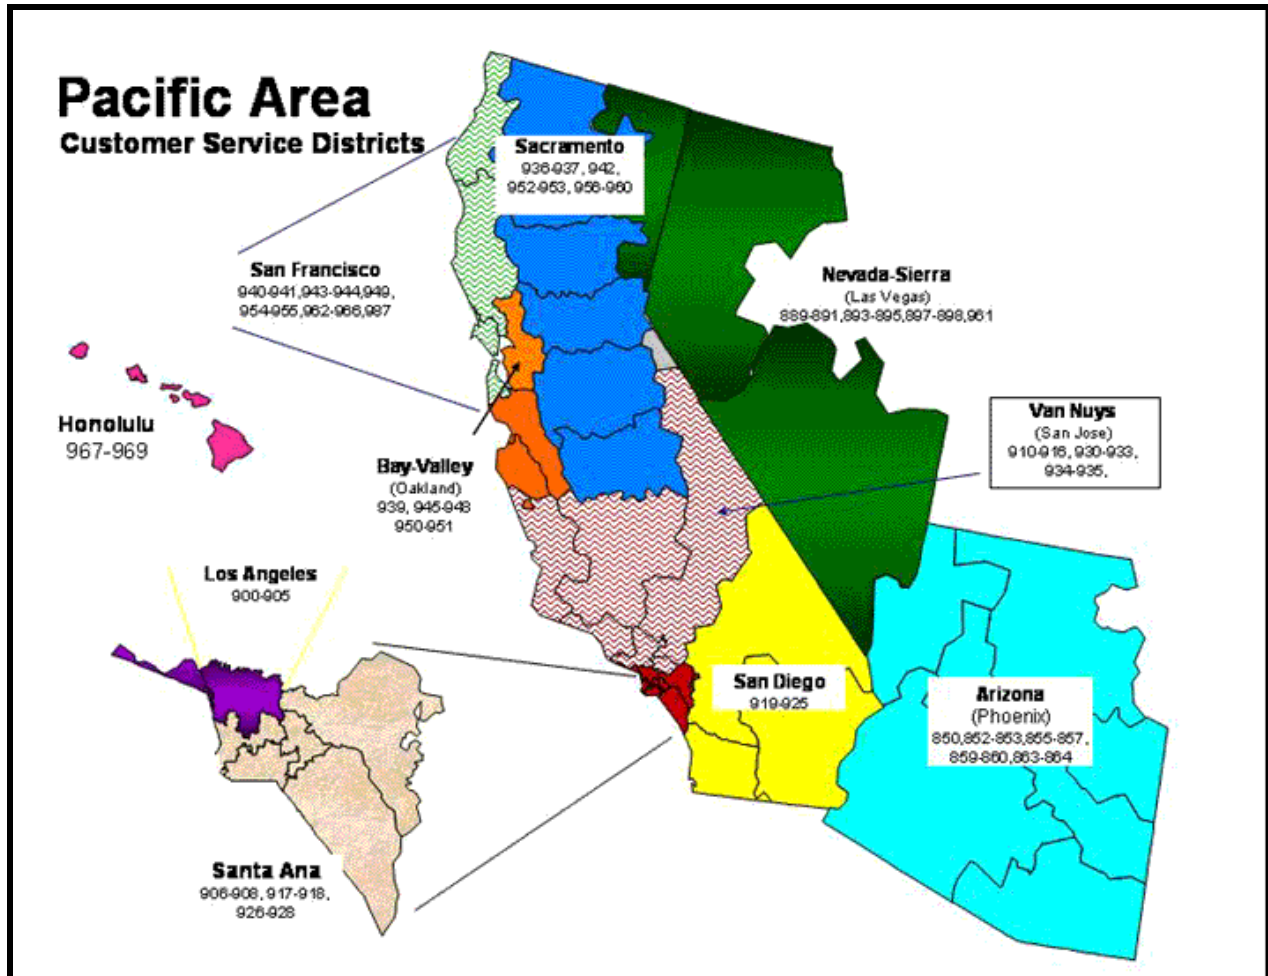 Pacific Area
Customer Service Districts
Sacramento
936-937, 942,
952-953, 956-960
San Francisco
940-941,943-944,949,
954-955,962-966,987
Nevada-Sierra
(Las Vegas)
889-891,893-895,897-898,961
Honolulu
967-969
Van Nuys
(San Jose)
910-916, 930-933,
934-935,
Bay-Valley
(Oakland)
939, 945-948
950-951
Los Angeles
900-905
San Diego
919-925
Arizona
(Phoenix)
850,852-853,855-857,
859-860,863-864
Santa Ana
906-908, 917-918,
926-928